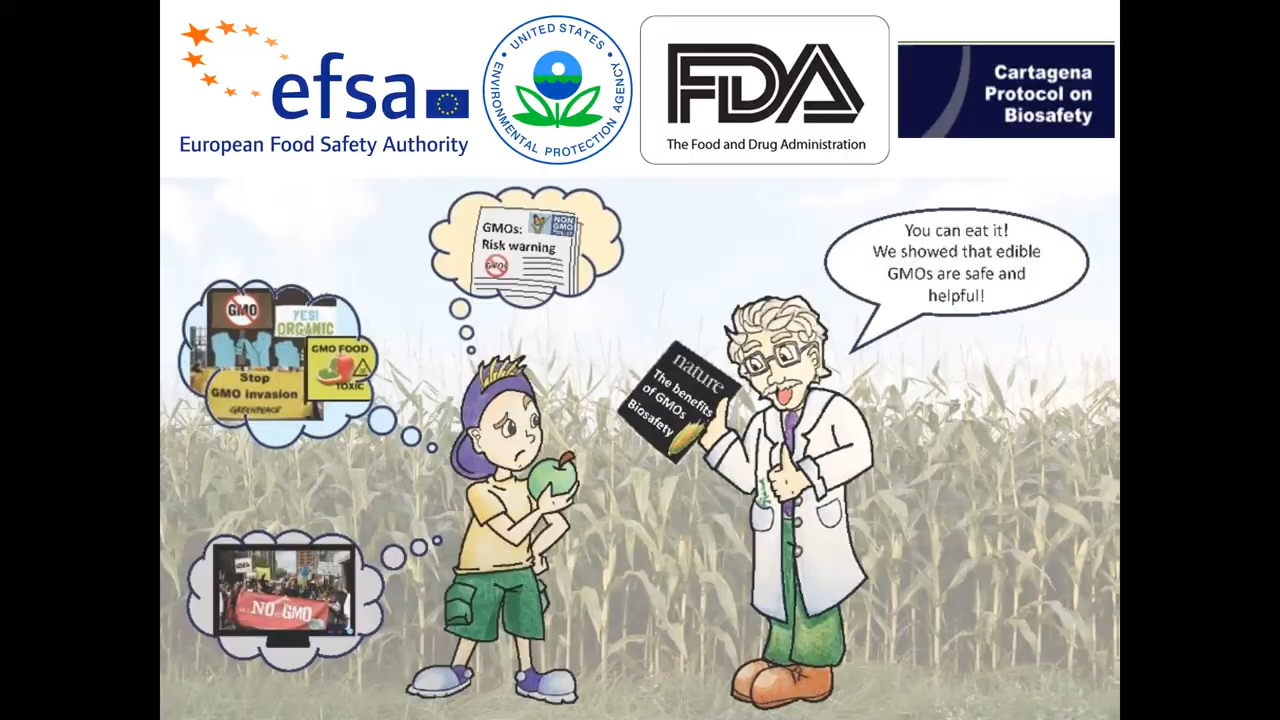 efsa
European Food Safety Authority
UNITED STATES
ENVIRONMENTAL PROTECTION AGENCY
FDA
The Food and Drug Administration
Cartagena
Protocol on
Biosafety
GMOs:
Risk warning
NON
GMO
GMOs
GMO
YES!
ORGANIC
GMO FOOD
TOXIC
Stop
GMO invasion
GREENPEACE
NO GMO
nature
The benefits
of GMOs
Biosafety
You can eat it!
We showed that edible
GMOs are safe and
helpful!